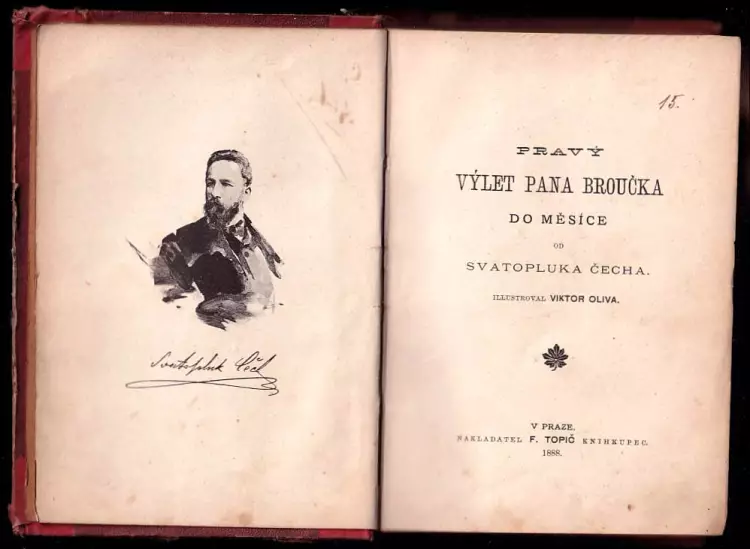 Svatopluk Čech
15.
PRAVÝ
VÝLET PANA BROUČKA
DO MĚSÍCE
OD
SVATOPLUKA ČECHA.
ILLUSTROVAL VIKTOR OLIVA.
V PRAZE.
NAKLADATEL F. TOPIČ KNIHKUPEC.
1888.